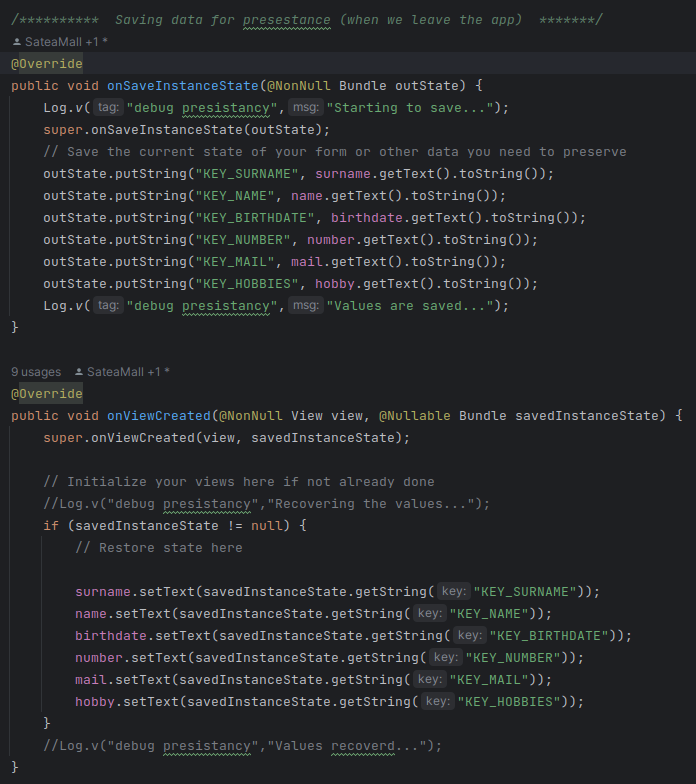 /********** Saving data for presestance (when we leave the app) *******/
SateaMall +1 *
@Override
public void onSaveInstanceState(@NonNull Bundle outState) {
Log.v( tag: "debug presistancy", msg: "Starting to save...");
super.onSaveInstanceState(outState);
// Save the current state of your form or other data you need to preserve
outState.putString("KEY_SURNAME", surname.getText().toString());
outState.putString("KEY_NAME", name.getText().toString());
outState.putString("KEY_BIRTHDATE", birthdate.getText().toString());
outState.putString("KEY_NUMBER", number.getText().toString());
outState.putString("KEY_MAIL", mail.getText().toString());
outState.putString("KEY_HOBBIES", hobby.getText().toString());
Log.v( tag: "debug presistancy", msg: "Values are saved...");
}
9 usages SateaMall +1 *
@Override
public void onViewCreated(@NonNull View view, @Nullable Bundle savedInstanceState) {
super.onViewCreated(view, savedInstanceState);
// Initialize your views here if not already done
//Log.v("debug presistancy","Recovering the values...");
if (savedInstanceState != null) {
// Restore state here
surname.setText(savedInstanceState.getString( key: "KEY_SURNAME"));
name.setText(savedInstanceState.getString( key: "KEY_NAME"));
birthdate.setText(savedInstanceState.getString( key: "KEY_BIRTHDATE"));
number.setText(savedInstanceState.getString( key: "KEY_NUMBER"));
mail.setText(savedInstanceState.getString( key: "KEY_MAIL"));
hobby.setText(savedInstanceState.getString( key: "KEY_HOBBIES"));
}
//Log.v("debug presistancy","Values recoverd...");
}